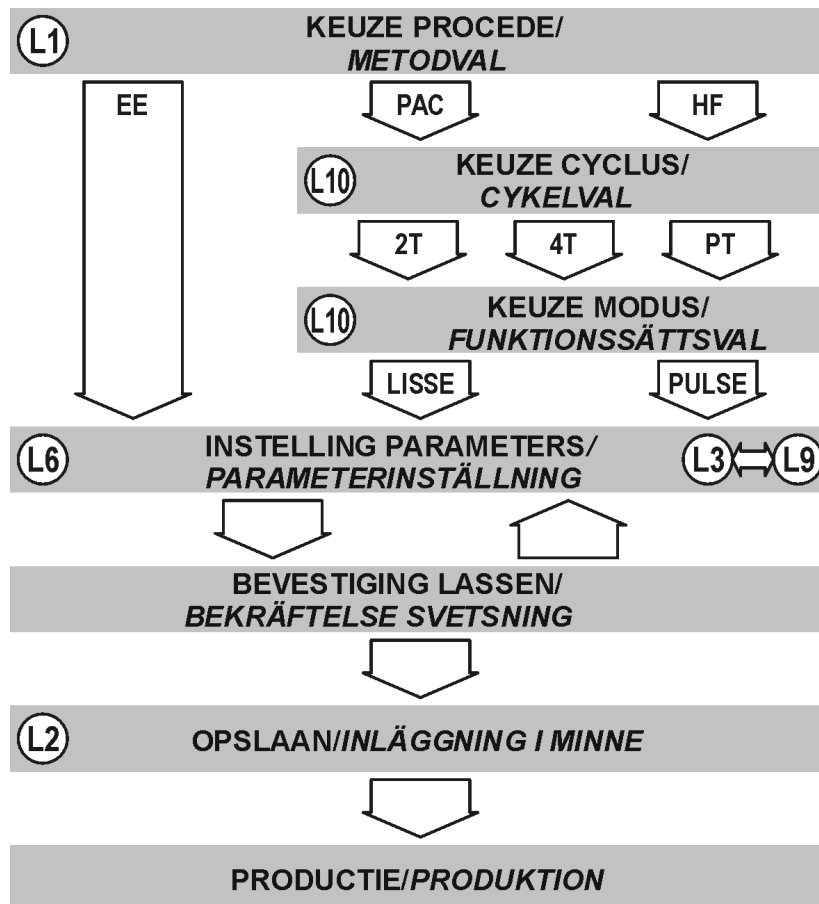 L1
KEUZE PROCEDE/
METODVAL
EE
PAC
HF
L10
KEUZE CYCLUS/
CYKELVAL
2T
4T
PT
L10
KEUZE MODUS/
FUNKTIONSSÄTTSVAL
LISSE
PULSE
L6
INSTELLING PARAMETERS/
PARAMETERINSTÄLLNING
L3
L9
BEVESTIGING LASSEN/
BEKRÄFTELSE SVETSNING
L2
OPSLAAN/INLÄGGNING I MINNE
PRODUCTIE/PRODUKTION